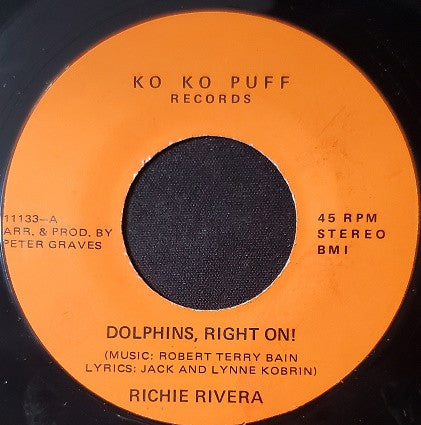 KO KO PUFF
RECORDS
11133-A
ARR. & PROD. BY
PETER GRAVES
45 RPM
STEREO
BMI
DOLPHINS, RIGHT ON!
(MUSIC: ROBERT TERRY BAIN
LYRICS: JACK AND LYNNE KOBRIN)
RICHIE RIVERA